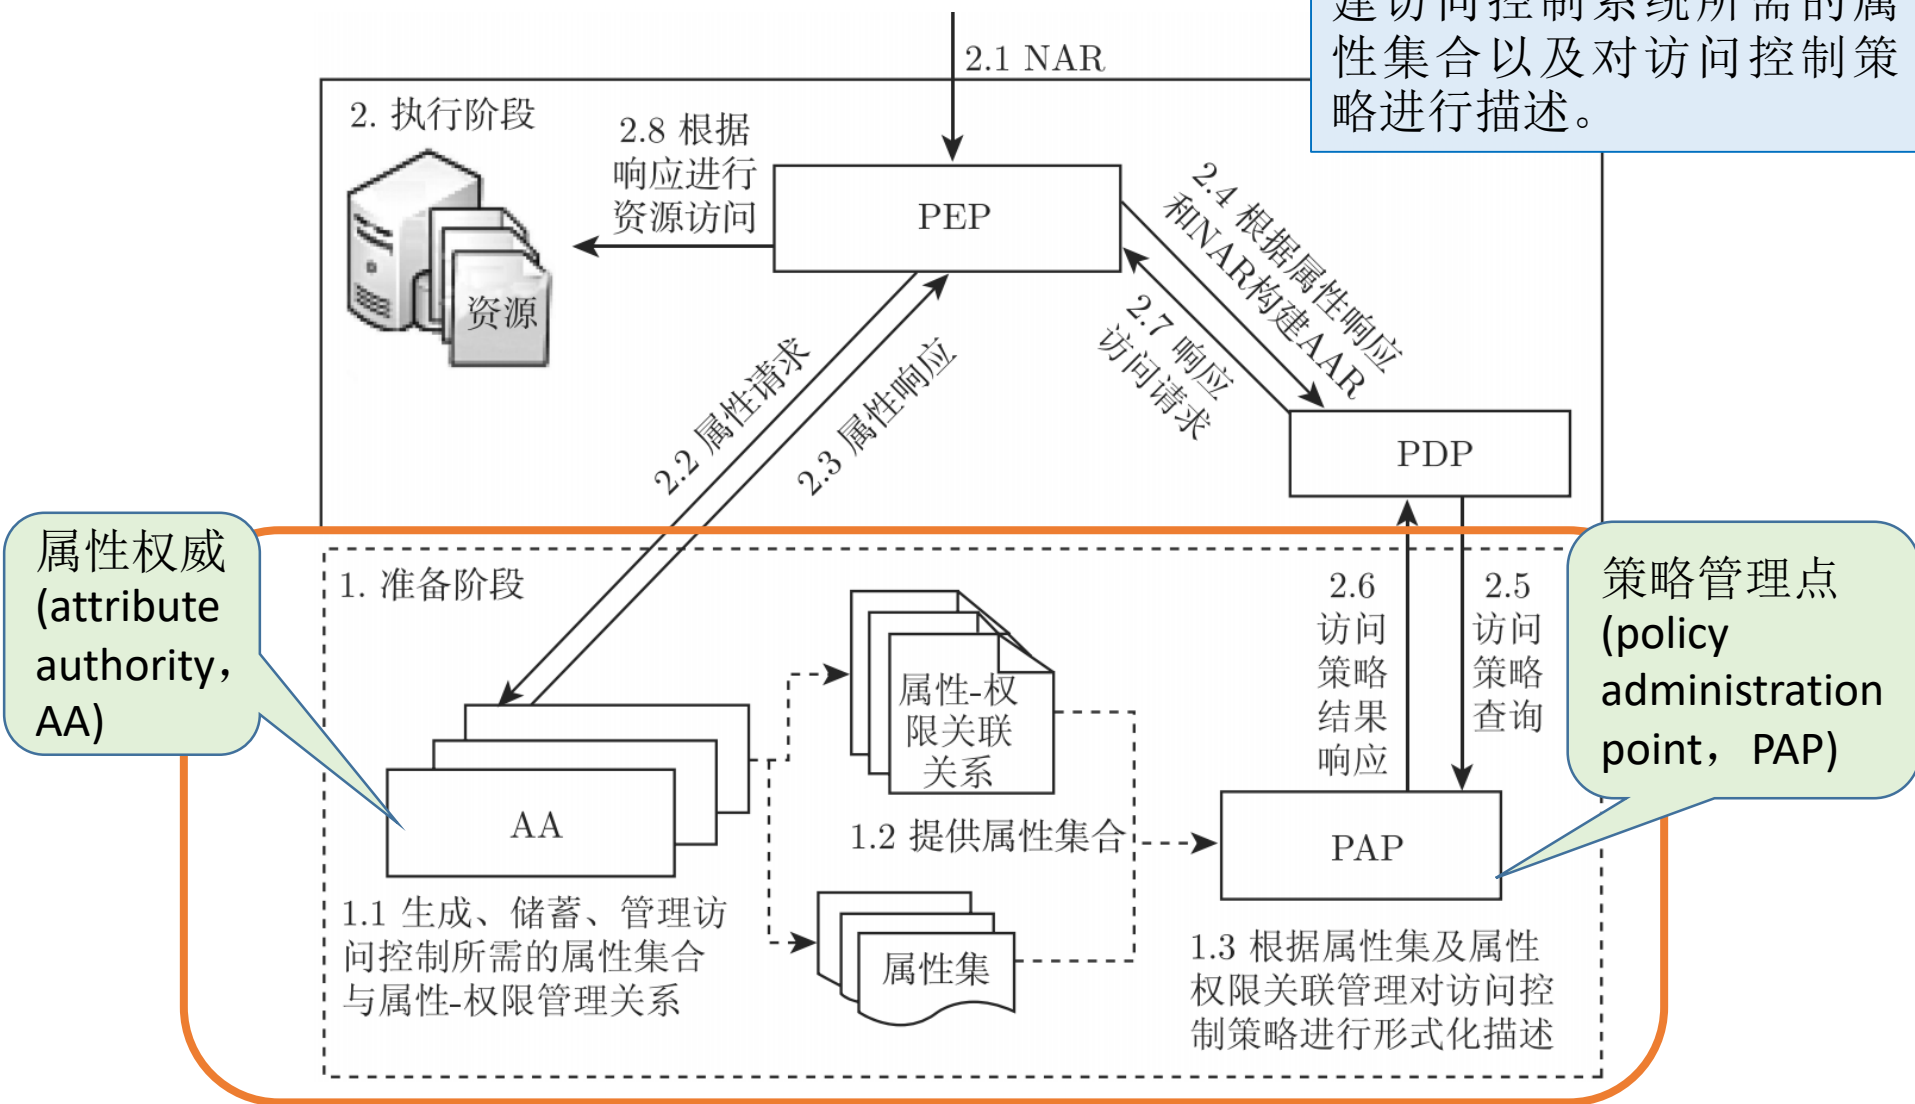 建访问控制系统所需的属
性集合以及对访问控制策
略进行描述。
2.1 NAR
2. 执行阶段
2.8 根据
响应进行
资源访问
PEP
资源
2.4 根据属性响应
和NAR构建AAR
2.7 响应
访问请求
2.2 属性请求
2.3 属性响应
PDP
属性权威
(attribute
authority，
AA)
1. 准备阶段
属性-权
限关联
关系
2.6
访问
策略
结果
响应
2.5
访问
策略
查询
策略管理点
(policy
administration
point，PAP)
AA
1.2 提供属性集合
PAP
1.1 生成、储蓄、管理访
问控制所需的属性集合
与属性-权限管理关系
属性集
1.3 根据属性集及属性
权限关联管理对访问控
制策略进行形式化描述